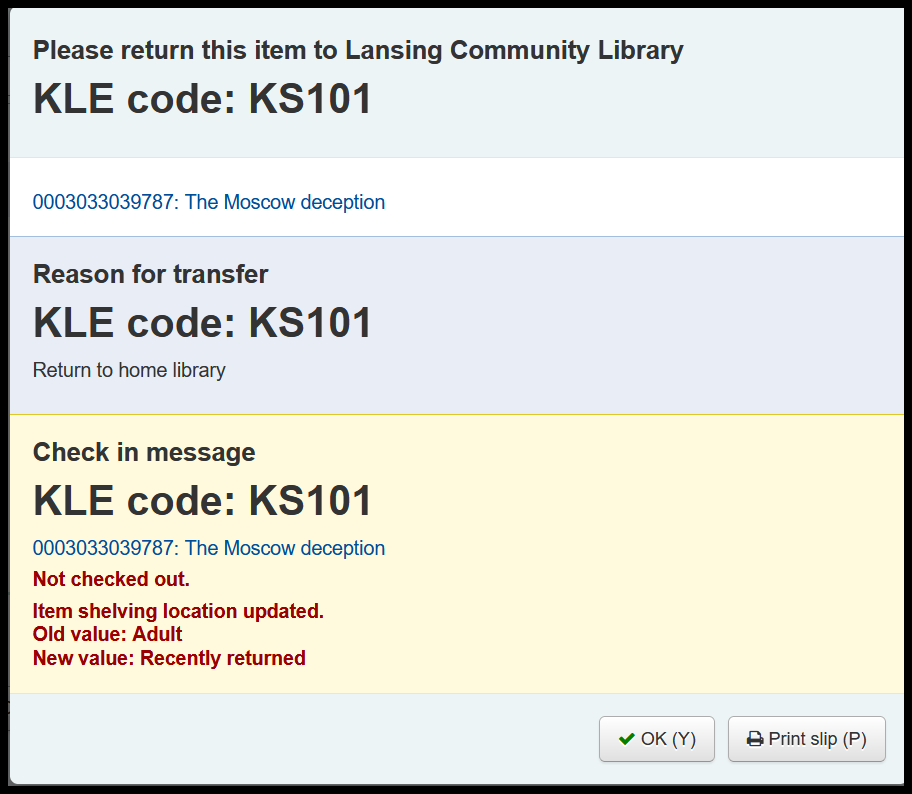 Please return this item to Lansing Community Library
KLE code: KS101
0003033039787: The Moscow deception
Reason for transfer
KLE code: KS101
Return to home library
Check in message
KLE code: KS101
0003033039787: The Moscow deception
Not checked out.
Item shelving location updated.
Old value: Adult
New value: Recently returned
OK (Y) Print slip (P)